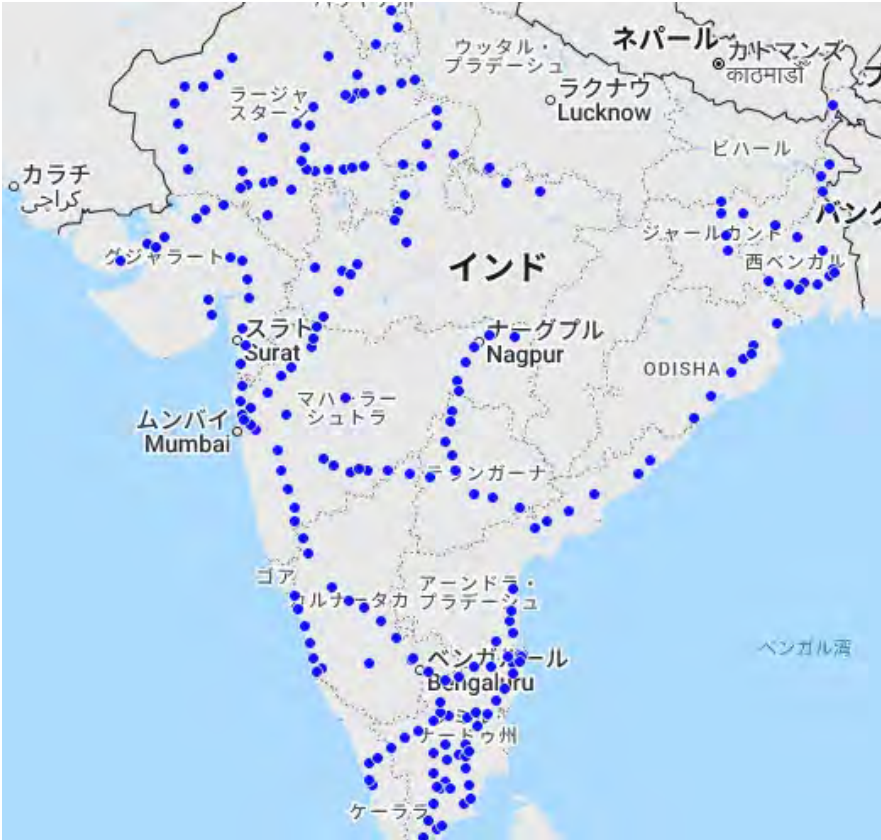 ネパール
カトマンズ
काठमाडौं
ウッタル・
プラデーシュ
ラクナウ
Lucknow
ラージャ
スターン
ビハール
カラチ
کراچی
バング
ジャールカンド
西ベンガル
グジャラート
インド
スラト
Surat
ナーグプル
Nagpur
ODISHA
マハーラー
シュトラ
ムンバイ
Mumbai
テランガーナ
ゴア
カルナータカ
アーンドラ・
プラデーシュ
ベンガルール
Bengaluru
ベンガル湾
ナードゥ州
ケーララ